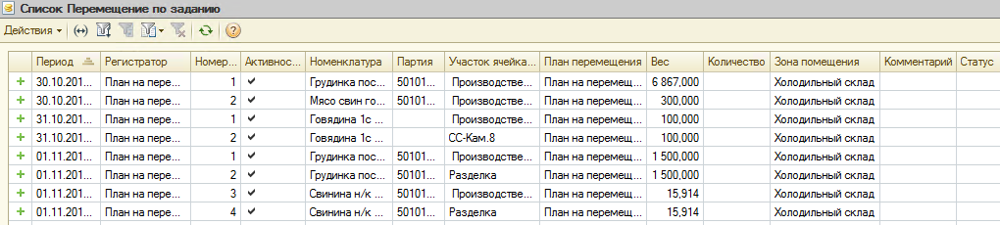 Список Перемещение по заданию
Действия
Период Регистратор Номер... Активнос... Номенклатура Партия Участок ячейка... План перемещения Вес Количество Зона помещения Комментарий Статус
30.10.201... План на пере... 1 Грудинка пос... 50101... Производстве... План на перемещ... 6 867,000 Холодильный склад
30.10.201... План на пере... 2 Мясо свин го... 50101... Производстве... План на перемещ... 300,000 Холодильный склад
31.10.201... План на пере... 1 Говядина 1с ... Производстве... План на перемещ... 100,000 Холодильный склад
31.10.201... План на пере... 2 Говядина 1с ... СС-Кам.8 План на перемещ... 100,000 Холодильный склад
01.11.201... План на пере... 1 Грудинка пос... 50101... Производстве... План на перемещ... 1 500,000 Холодильный склад
01.11.201... План на пере... 2 Грудинка пос... 50101... Разделка План на перемещ... 1 500,000 Холодильный склад
01.11.201... План на пере... 3 Свинина н/к ... 50101... Производстве... План на перемещ... 15,914 Холодильный склад
01.11.201... План на пере... 4 Свинина н/к ... 50101... Разделка План на перемещ... 15,914 Холодильный склад